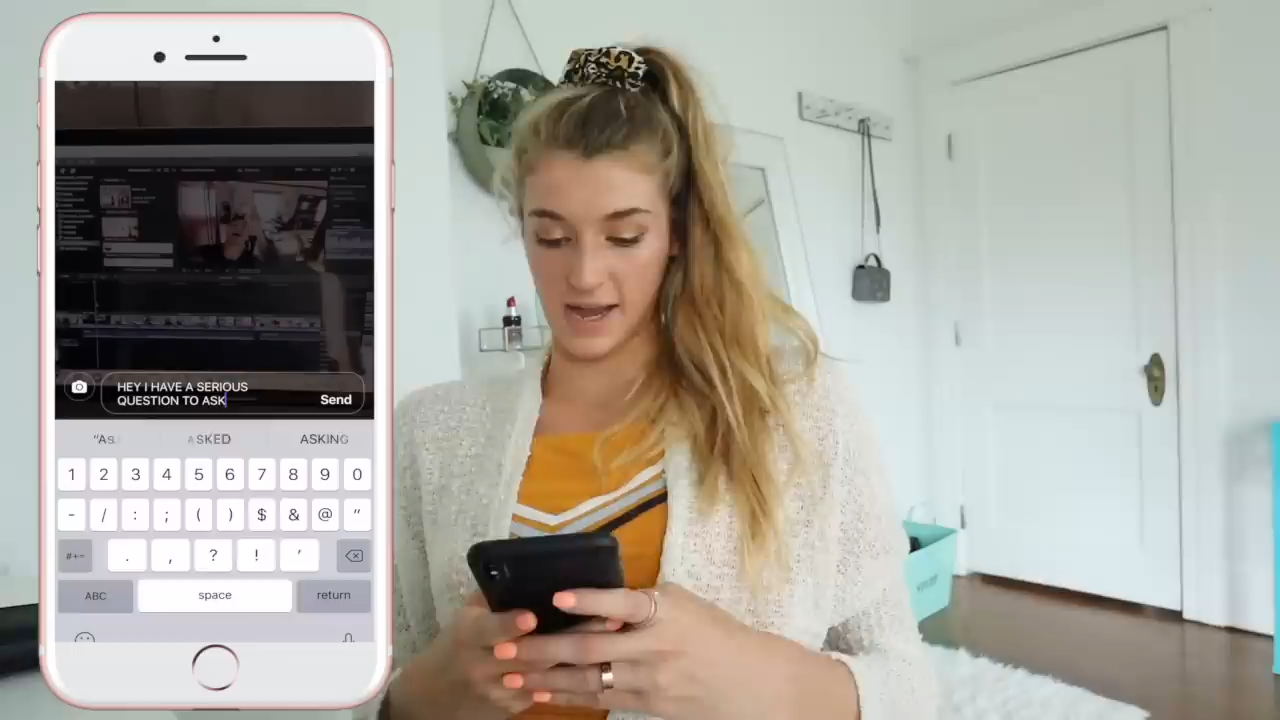 HEY I HAVE A SERIOUS
QUESTION TO ASK
Send
"AS
ASKED
ASKING
1 2 3 4 5 6 7 8 9 0
- / : ; ( ) $ & @ "
#+= . , ? ! '
ABC space return